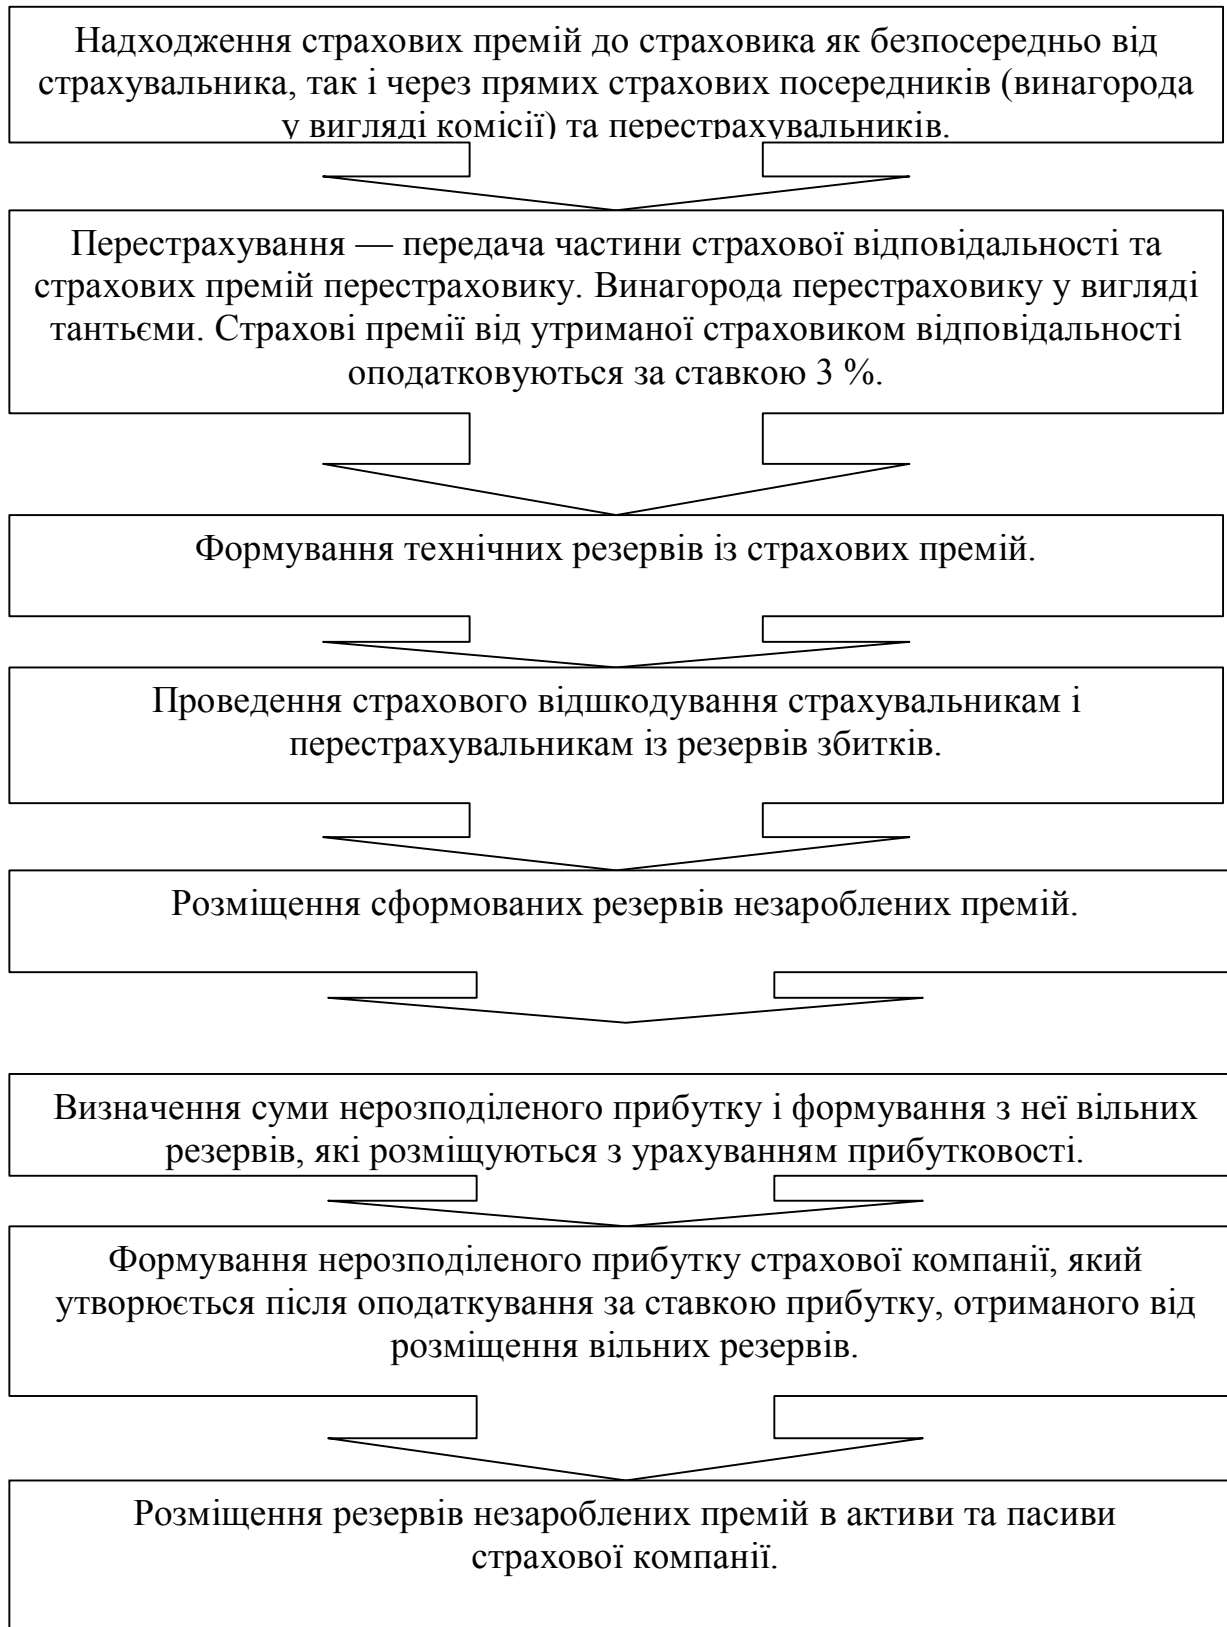 Надходження страхових премій до страховика як безпосередньо від
страхувальника, так і через прямих страхових посередників (винагорода
у вигляді комісії) та перестрахувальників.
Перестрахування — передача частини страхової відповідальності та
страхових премій перестраховику. Винагорода перестраховику у вигляді
тантьєми. Страхові премії від утриманої страховиком відповідальності
оподатковуються за ставкою 3 %.
Формування технічних резервів із страхових премій.
Проведення страхового відшкодування страхувальникам і
перестрахувальникам із резервів збитків.
Розміщення сформованих резервів незароблених премій.
Визначення суми нерозподіленого прибутку і формування з неї вільних
резервів, які розміщуються з урахуванням прибутковості.
Формування нерозподіленого прибутку страхової компанії, який
утворюється після оподаткування за ставкою прибутку, отриманого від
розміщення вільних резервів.
Розміщення резервів незароблених премій в активи та пасиви
страхової компанії.